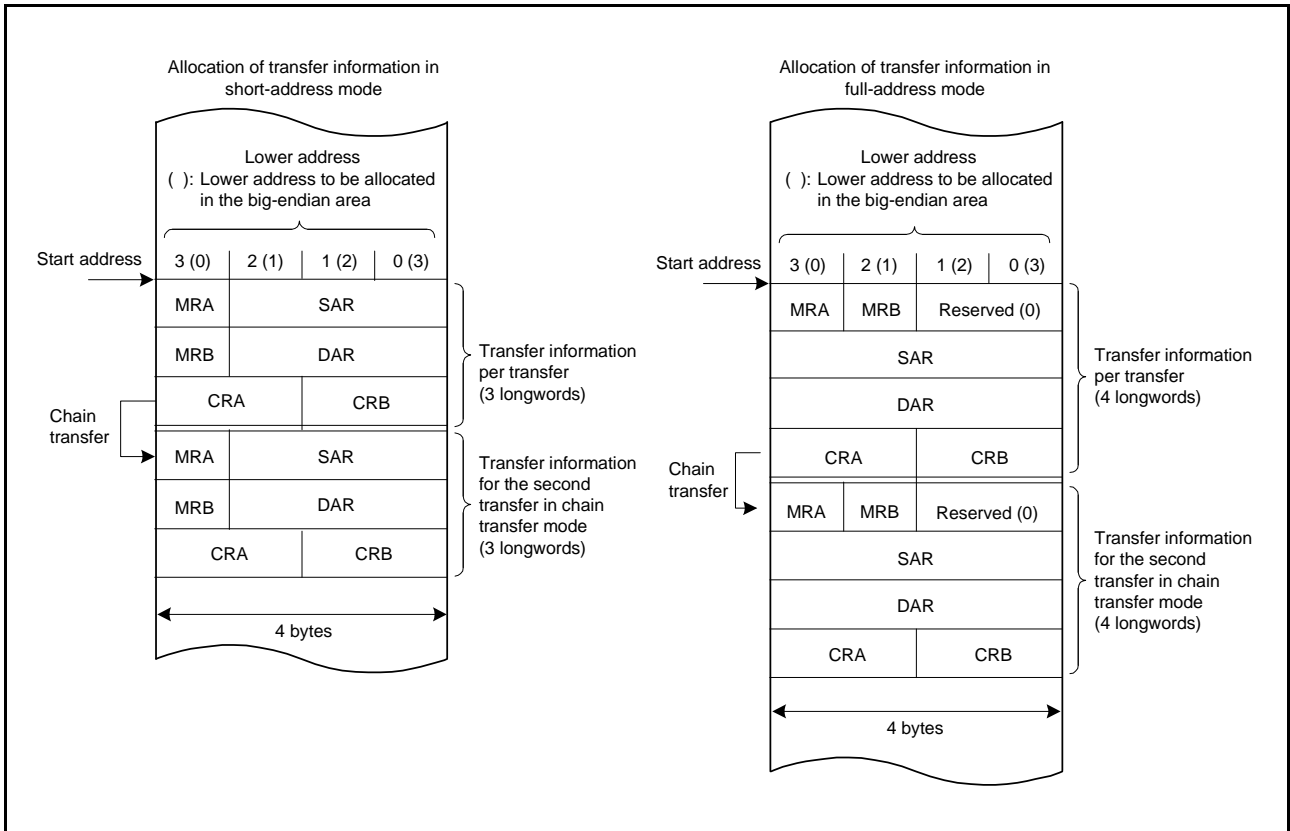 Allocation of transfer information in
short-address mode
Lower address
( ): Lower address to be allocated
in the big-endian area
Start address
3 (0) 2 (1) 1 (2) 0 (3)
MRA SAR
MRB DAR
CRA CRB
Transfer information
per transfer
(3 longwords)
Chain
transfer
MRA SAR
MRB DAR
CRA CRB
Transfer information
for the second
transfer in chain
transfer mode
(3 longwords)
4 bytes
Allocation of transfer information in
full-address mode
Lower address
( ): Lower address to be allocated
in the big-endian area
Start address
3 (0) 2 (1) 1 (2) 0 (3)
MRA MRB Reserved (0)
SAR
DAR
CRA CRB
Transfer information
per transfer
(4 longwords)
Chain
transfer
MRA MRB Reserved (0)
SAR
DAR
CRA CRB
Transfer information
for the second
transfer in chain
transfer mode
(4 longwords)
4 bytes